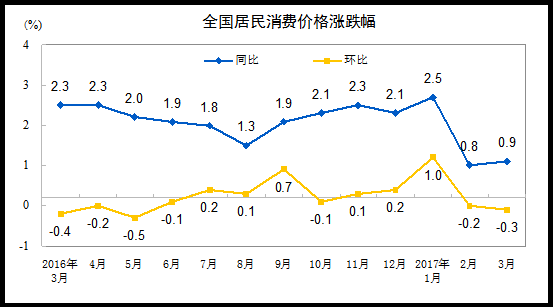 全国居民消费价格涨跌幅
(%)
同比 环比
4
3
2
1
0
-1
2.3 2.3 2.0 1.9 1.8 1.3 1.9 2.1 2.3 2.1 2.5 0.8 0.9
-0.4 -0.2 -0.5 -0.1 0.2 0.1 0.7 -0.1 0.1 0.2 1.0 -0.2 -0.3
2016年 4月 5月 6月 7月 8月 9月 10月 11月 12月 2017年 2月 3月
3月 1月